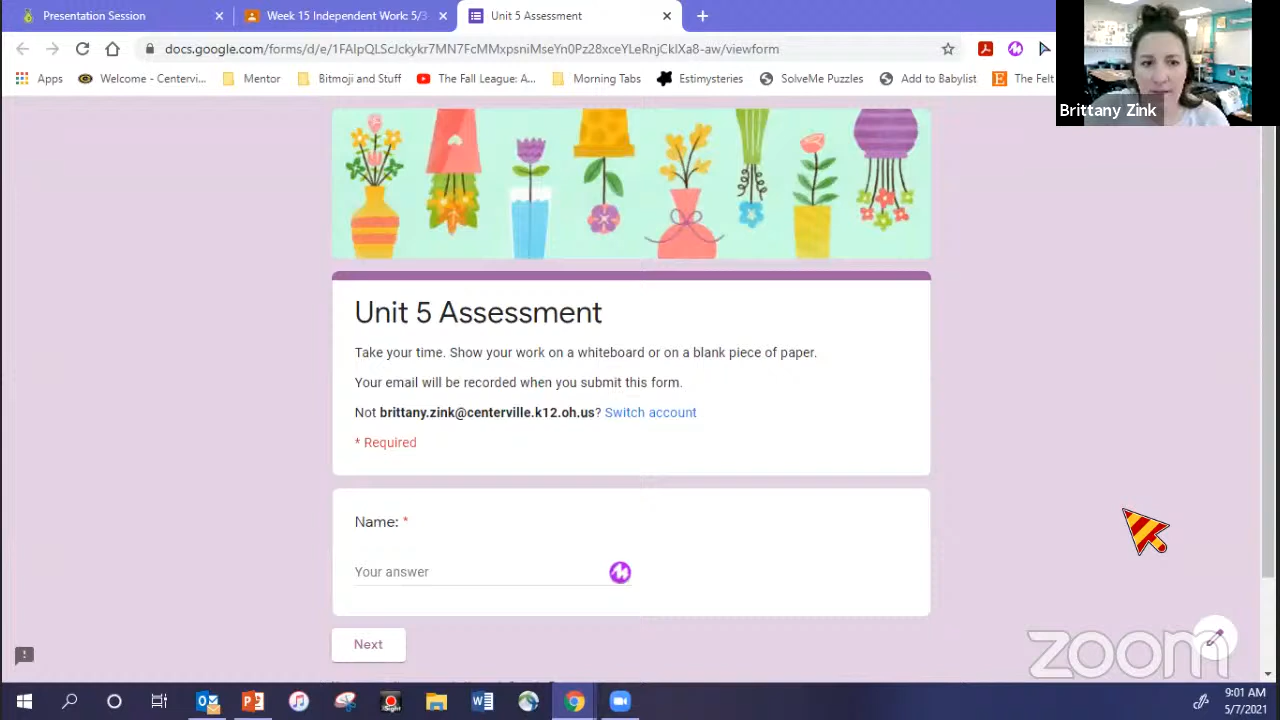 Presentation Session
Week 15 Independent Work: 5/3
Unit 5 Assessment
docs.google.com/forms/d/e/
Apps
Welcome - Centervi...
Mentor
Bitmoji and Stuff
The Fall League: A...
Morning Tabs
Estimysteries
SolveMe Puzzles
Add to Babylist
The Felt
Brittany Zink
Unit 5 Assessment
Take your time. Show your work on a whiteboard or on a blank piece of paper.
Your email will be recorded when you submit this form.
Not brittany.zink@centerville.k12.oh.us? Switch account
* Required
Name: *
Your answer
Next
zoom
9:01 AM
5/7/2021